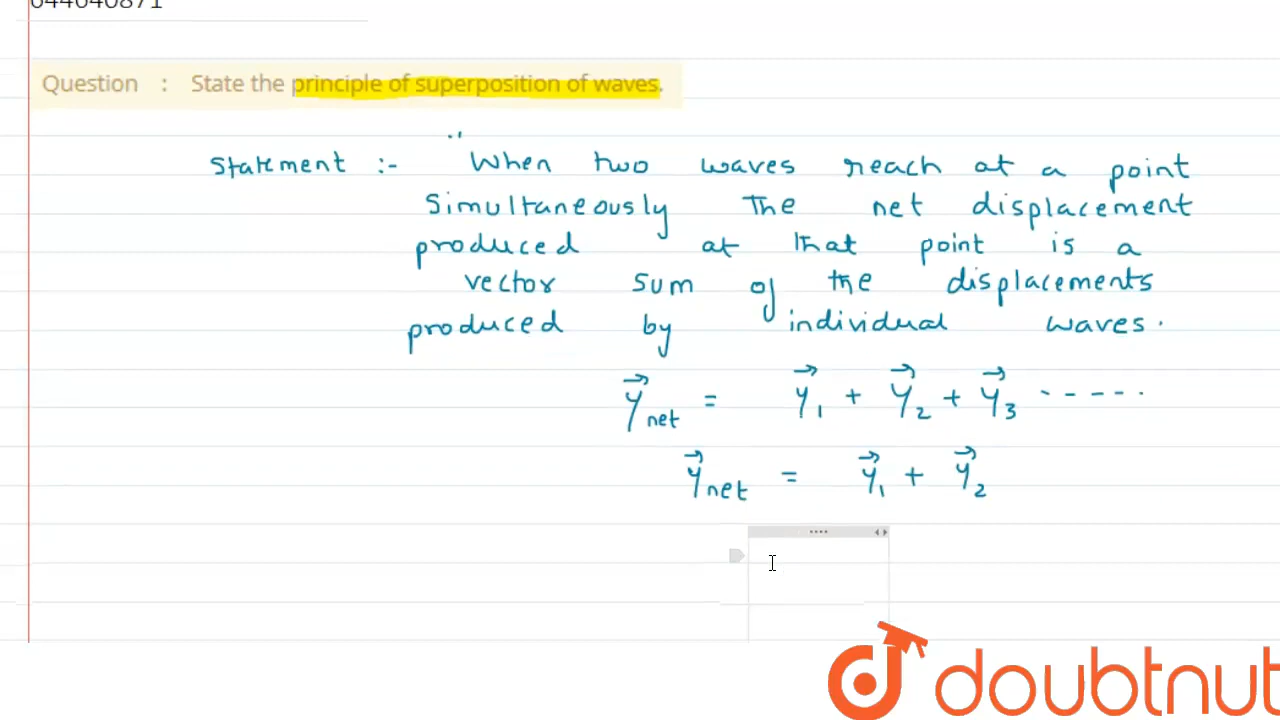 644640871
Question : State the principle of superposition of waves.
Statement :- "When two waves reach at a point
simultaneously the net displacement
produced at that point is a
vector sum of the displacements
produced by individual waves.
y⃗net = y⃗1 + y⃗2 + y⃗3 -----
y⃗net = y⃗1 + y⃗2
doubtnut